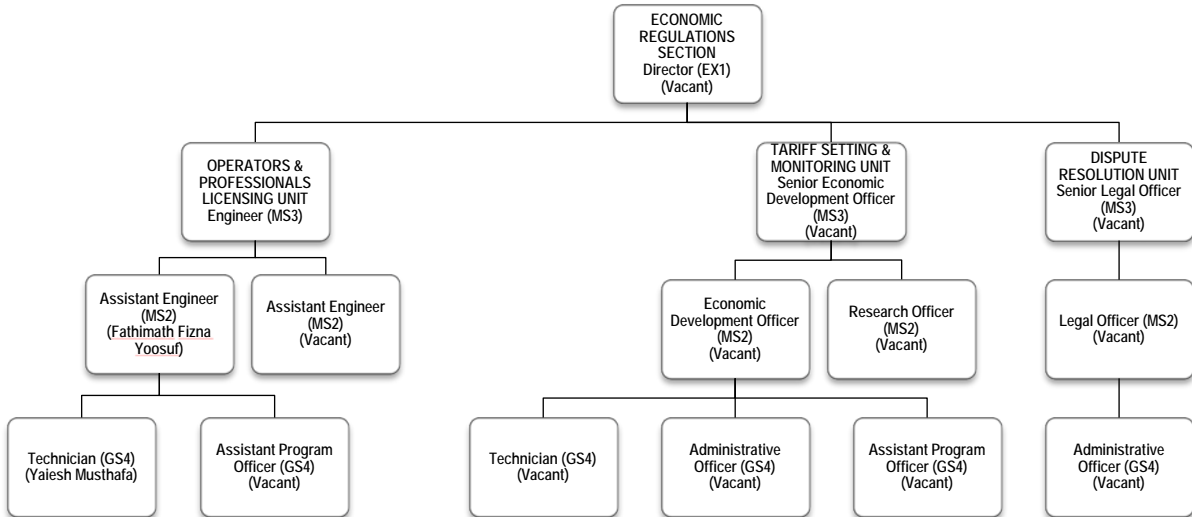 ECONOMIC
REGULATIONS
SECTION
Director (EX1)
(Vacant)
OPERATORS &
PROFESSIONALS
LICENSING UNIT
Engineer (MS3)
TARIFF SETTING &
MONITORING UNIT
Senior Economic
Development Officer
(MS3)
(Vacant)
DISPUTE
RESOLUTION UNIT
Senior Legal Officer
(MS3)
(Vacant)
Assistant Engineer
(MS2)
(Fathimath Fizna
Yoosuf)
Assistant Engineer
(MS2)
(Vacant)
Economic
Development Officer
(MS2)
(Vacant)
Research Officer
(MS2)
(Vacant)
Legal Officer (MS2)
(Vacant)
Technician (GS4)
(Yaiesh Musthafa)
Assistant Program
Officer (GS4)
(Vacant)
Technician (GS4)
(Vacant)
Administrative
Officer (GS4)
(Vacant)
Assistant Program
Officer (GS4)
(Vacant)
Administrative
Officer (GS4)
(Vacant)